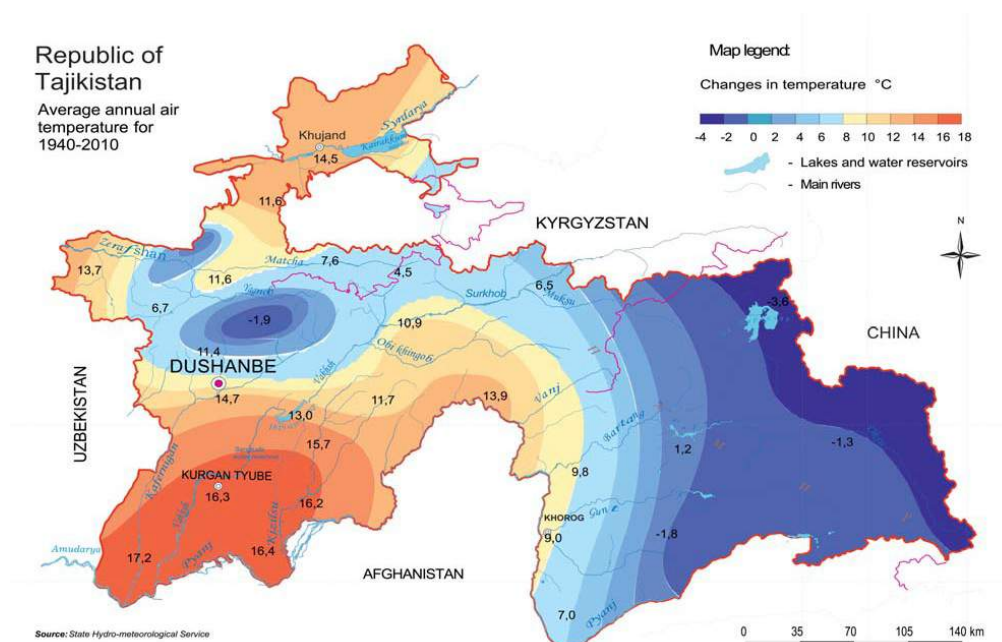 Republic of
Tajikistan
Average annual air
temperature for
1940-2010
Map legend:
Changes in temperature °C
-4 -2 0 2 4 6 8 10 12 14 16 18
- Lakes and water reservoirs
- Main rivers
N
Syrdarya
Khujand
Kairakkum
14,5
11,6
KYRGYZSTAN
Zerafshan
Matcha
7,6
13,7
11,6
4,5
6,5
Muksu
Surkhob
-3,6
6,7
Yagnob
-1,9
10,9
CHINA
11,4
Obi khingob
DUSHANBE
Vakhsh
14,7
13,0
11,7
13,9
Vanj
UZBEKISTAN
15,7
Bartang
1,2
-1,3
KURGAN TYUBE
16,3
Kafernigan
9,8
Vakhsh
Kizilsu
16,2
KHOROG
Gun
9,0
-1,8
Amudarya
17,2
Pyanj
16,4
AFGHANISTAN
7,0
Pyanj
Source: State Hydro-meteorological Service
0 35 70 105 140 km